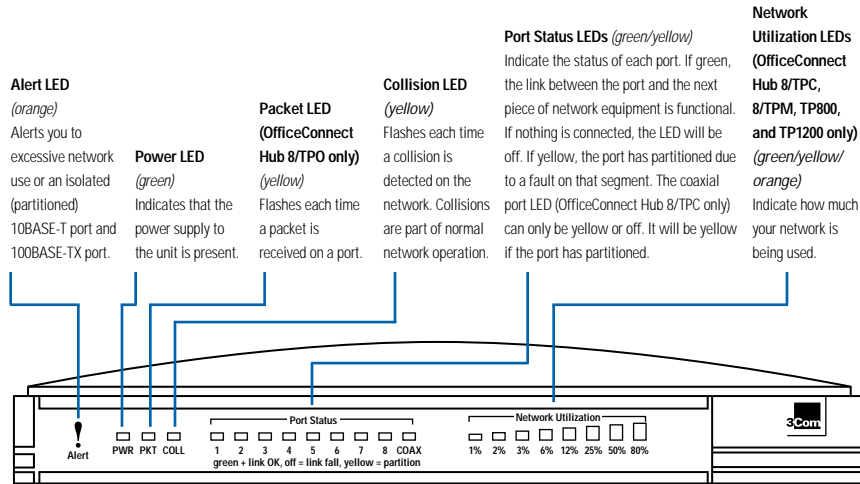 Alert LED
(orange)
Alerts you to
excessive network
use or an isolated
(partitioned)
10BASE-T port and
100BASE-TX port.
Power LED
(green)
Indicates that the
power supply to
the unit is present.
Packet LED
(OfficeConnect
Hub 8/TPO only)
(yellow)
Flashes each time
a packet is
received on a port.
Collision LED
(yellow)
Flashes each time
a collision is
detected on the
network. Collisions
are part of normal
network operation.
Port Status LEDs (green/yellow)
Indicate the status of each port. If green,
the link between the port and the next
piece of network equipment is functional.
If nothing is connected, the LED will be
off. If yellow, the port has partitioned due
to a fault on that segment. The coaxial
port LED (OfficeConnect Hub 8/TPC only)
can only be yellow or off. It will be yellow
if the port has partitioned.
Network
Utilization LEDs
(OfficeConnect
Hub 8/TPC,
8/TPM, TP800,
and TP1200 only)
(green/yellow/
orange)
Indicate how much
your network is
being used.
! Alert
PWR PKT COLL
Port Status
1 2 3 4 5 6 7 8 COAX
green + link OK, off = link fall, yellow = partition
Network Utilization
1% 2% 3% 6% 12% 25% 50% 80%
3Com